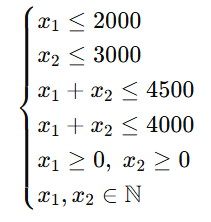 x₁ ≤ 2000
x₂ ≤ 3000
x₁ + x₂ ≤ 4500
x₁ + x₂ ≤ 4000
x₁ ≥ 0, x₂ ≥ 0
x₁, x₂ ∈ ℕ